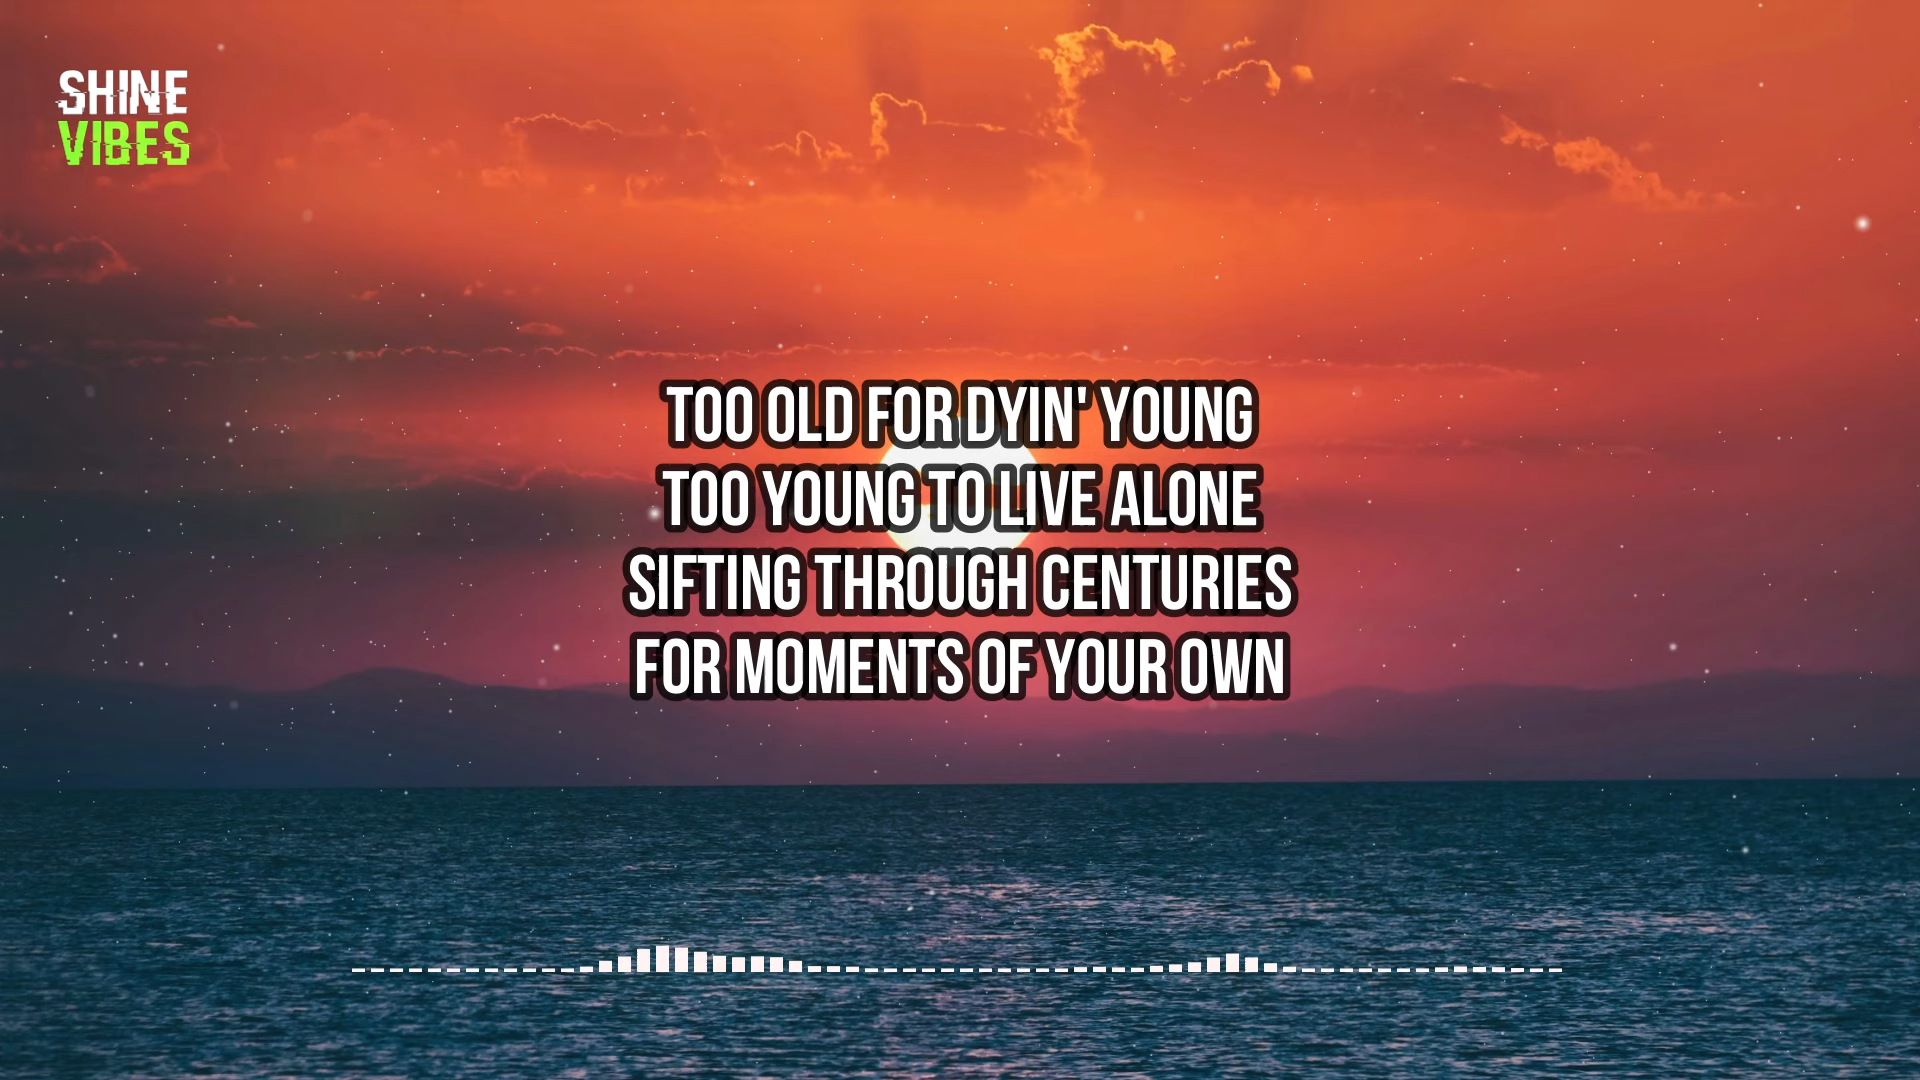 SHINE
VIBES
TOO OLD FOR DYIN' YOUNG
TOO YOUNG TO LIVE ALONE
SIFTING THROUGH CENTURIES
FOR MOMENTS OF YOUR OWN